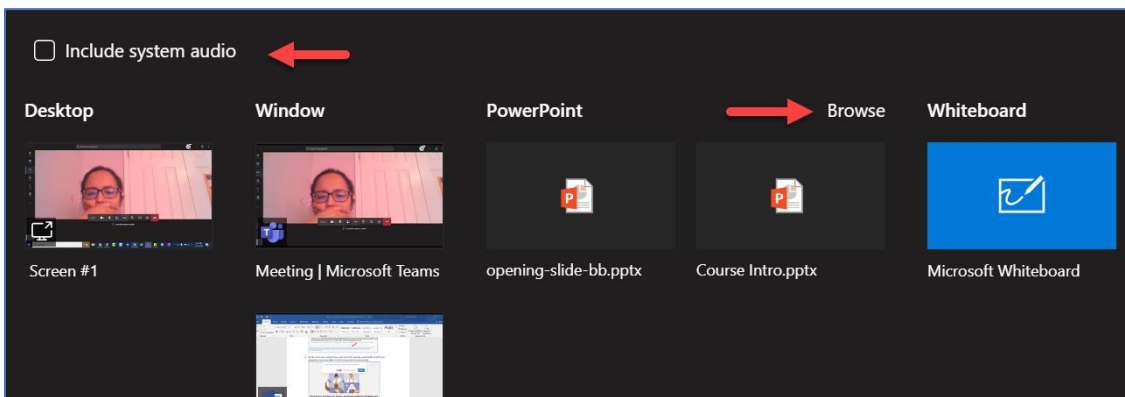 Include system audio
Desktop
Window
PowerPoint
Browse
Whiteboard
Screen #1
Meeting | Microsoft Teams
opening-slide-bb.pptx
Course Intro.pptx
Microsoft Whiteboard